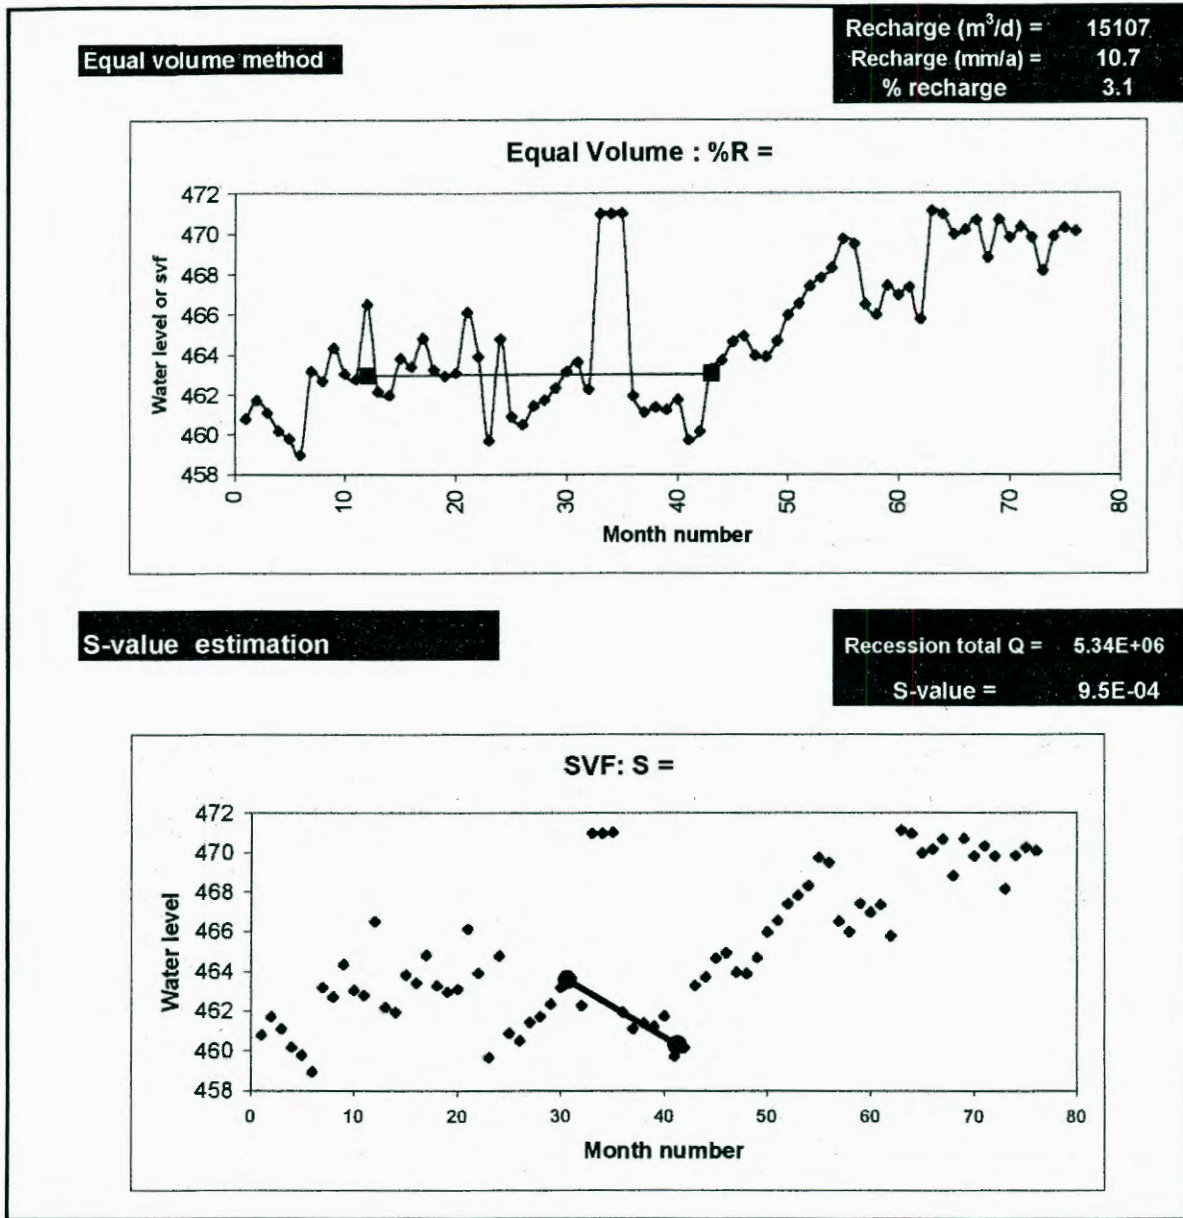 Recharge (m³/d) = 15107
Equal volume method
Recharge (mm/a) = 10.7
% recharge 3.1
Equal Volume : %R =
472
470
468
466
464
462
460
458
Water level or svf
0 10 20 30 40 50 60 70 80
Month number
S-value estimation
Recession total Q = 5.34E+06
S-value = 9.5E-04
SVF: S =
472
470
468
466
464
462
460
458
Water level
0 10 20 30 40 50 60 70 80
Month number